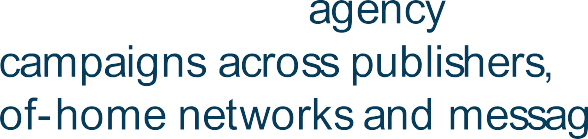 agency
campaigns across publishers,
of-home networks and messag